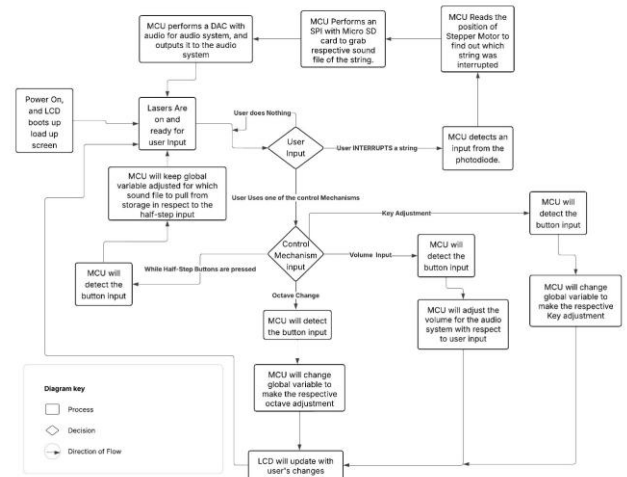 MCU performs a DAC with
audio for audio system, and
outputs it to the audio
system
MCU Performs an
SPI with Micro SD
card to grab
respective sound
file of the string.
MCU Reads the
position of
Stepper Motor to
find out which
string was
interrupted
Power On,
and LCD
boots up
load up
screen
Lasers Are
on and
ready for
user Input
User does Nothing
User
Input
User INTERRUPTS a string
MCU detects an
input from the
photodiode.
MCU will keep global
variable adjusted for which
sound file to pull from
storage in respect to the
half-step input
User Uses one of the control Mechanisms
Key Adjustment
MCU will
detect the
button input
Control
Mechanism
input
Volume Input
MCU will
detect the
button input
While Half-Step Buttons are pressed
MCU will
detect the
button input
Octave Change
MCU will detect
the button input
MCU will adjust
the volume for the
audio system with
respect to user
input
MCU will change
global variable to
make the respective
Key adjustment
MCU will change
global variable to
make the respective
octave adjustment
LCD will update with
user's changes
Diagram key
Process
Decision
Direction of Flow